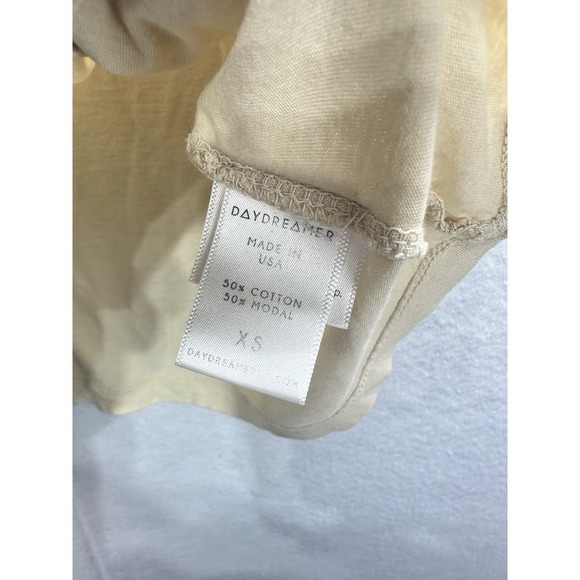 DAYDREAMER
MADE IN
USA
50% COTTON
50% MODAL
XS
p.